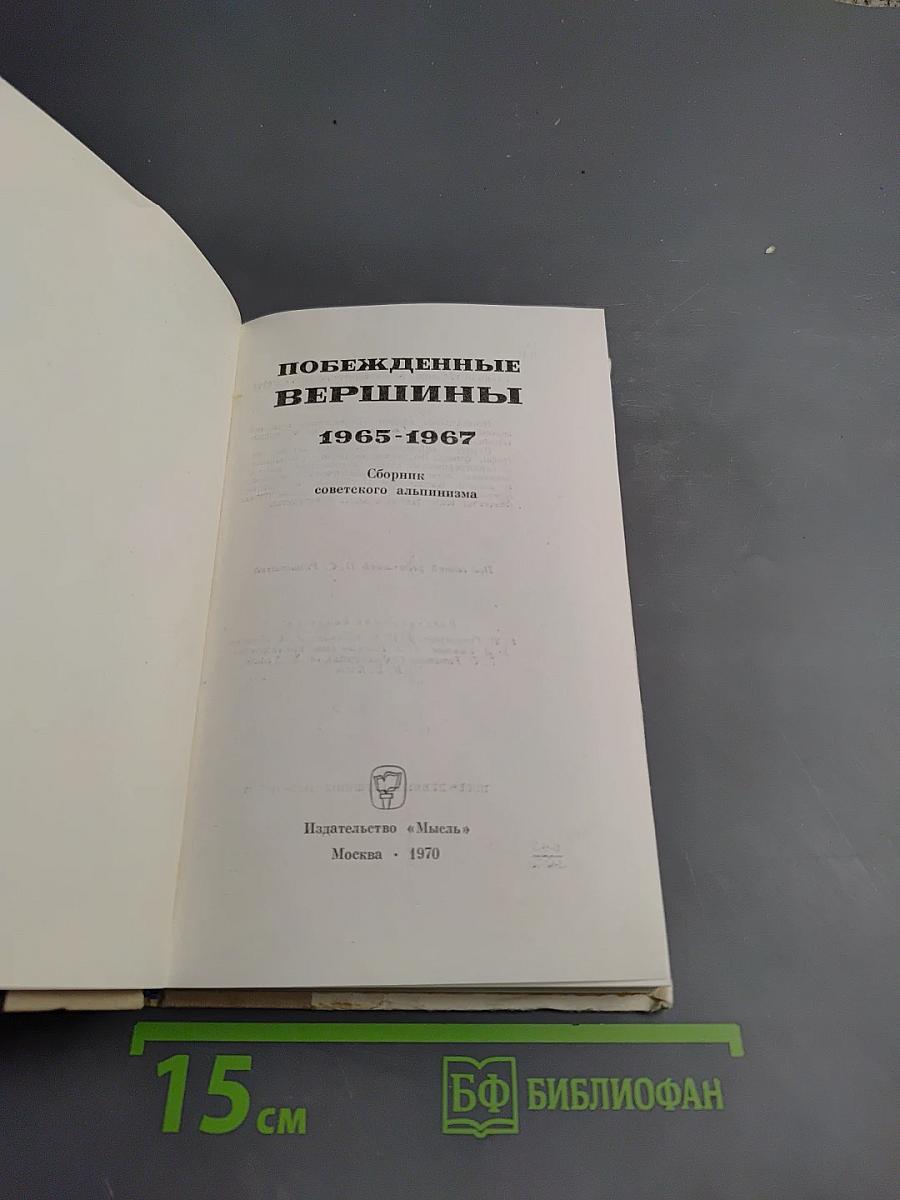 ПОБЕЖДЕННЫЕ
ВЕРШИНЫ
1965-1967
Сборник
советского альпинизма
Издательство «Мысль»
Москва · 1970
15 см
БФ БИБЛИОФАН